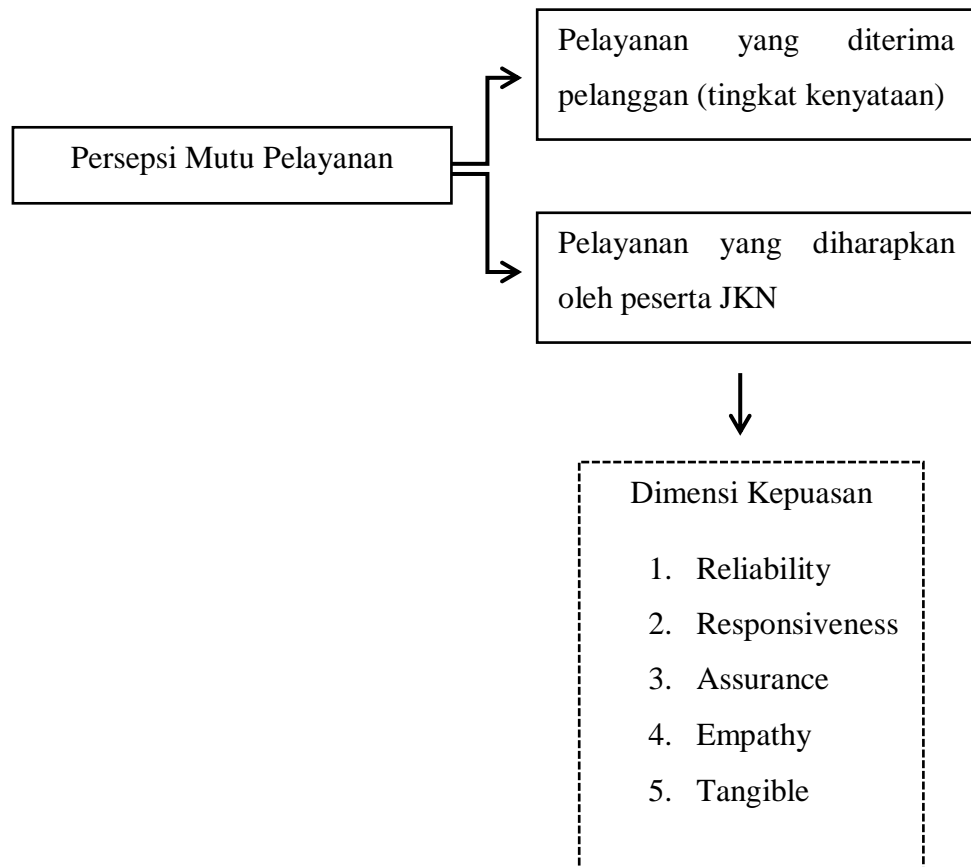 Pelayanan yang diterima
pelanggan (tingkat kenyataan)
Persepsi Mutu Pelayanan
Pelayanan yang diharapkan
oleh peserta JKN
Dimensi Kepuasan
1. Reliability
2. Responsiveness
3. Assurance
4. Empathy
5. Tangible